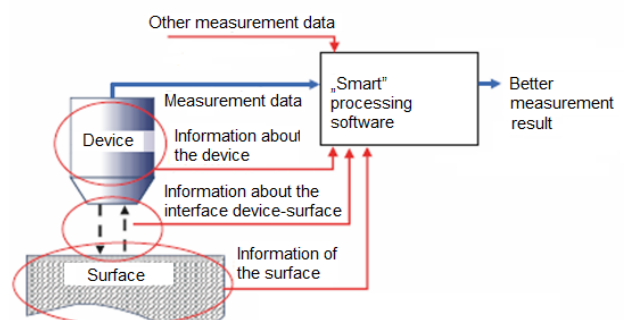 Other measurement data
„Smart”
processing
software
Better
measurement
result
Measurement data
Device
Information about
the device
Information about the
interface device-surface
Information of
the surface
Surface